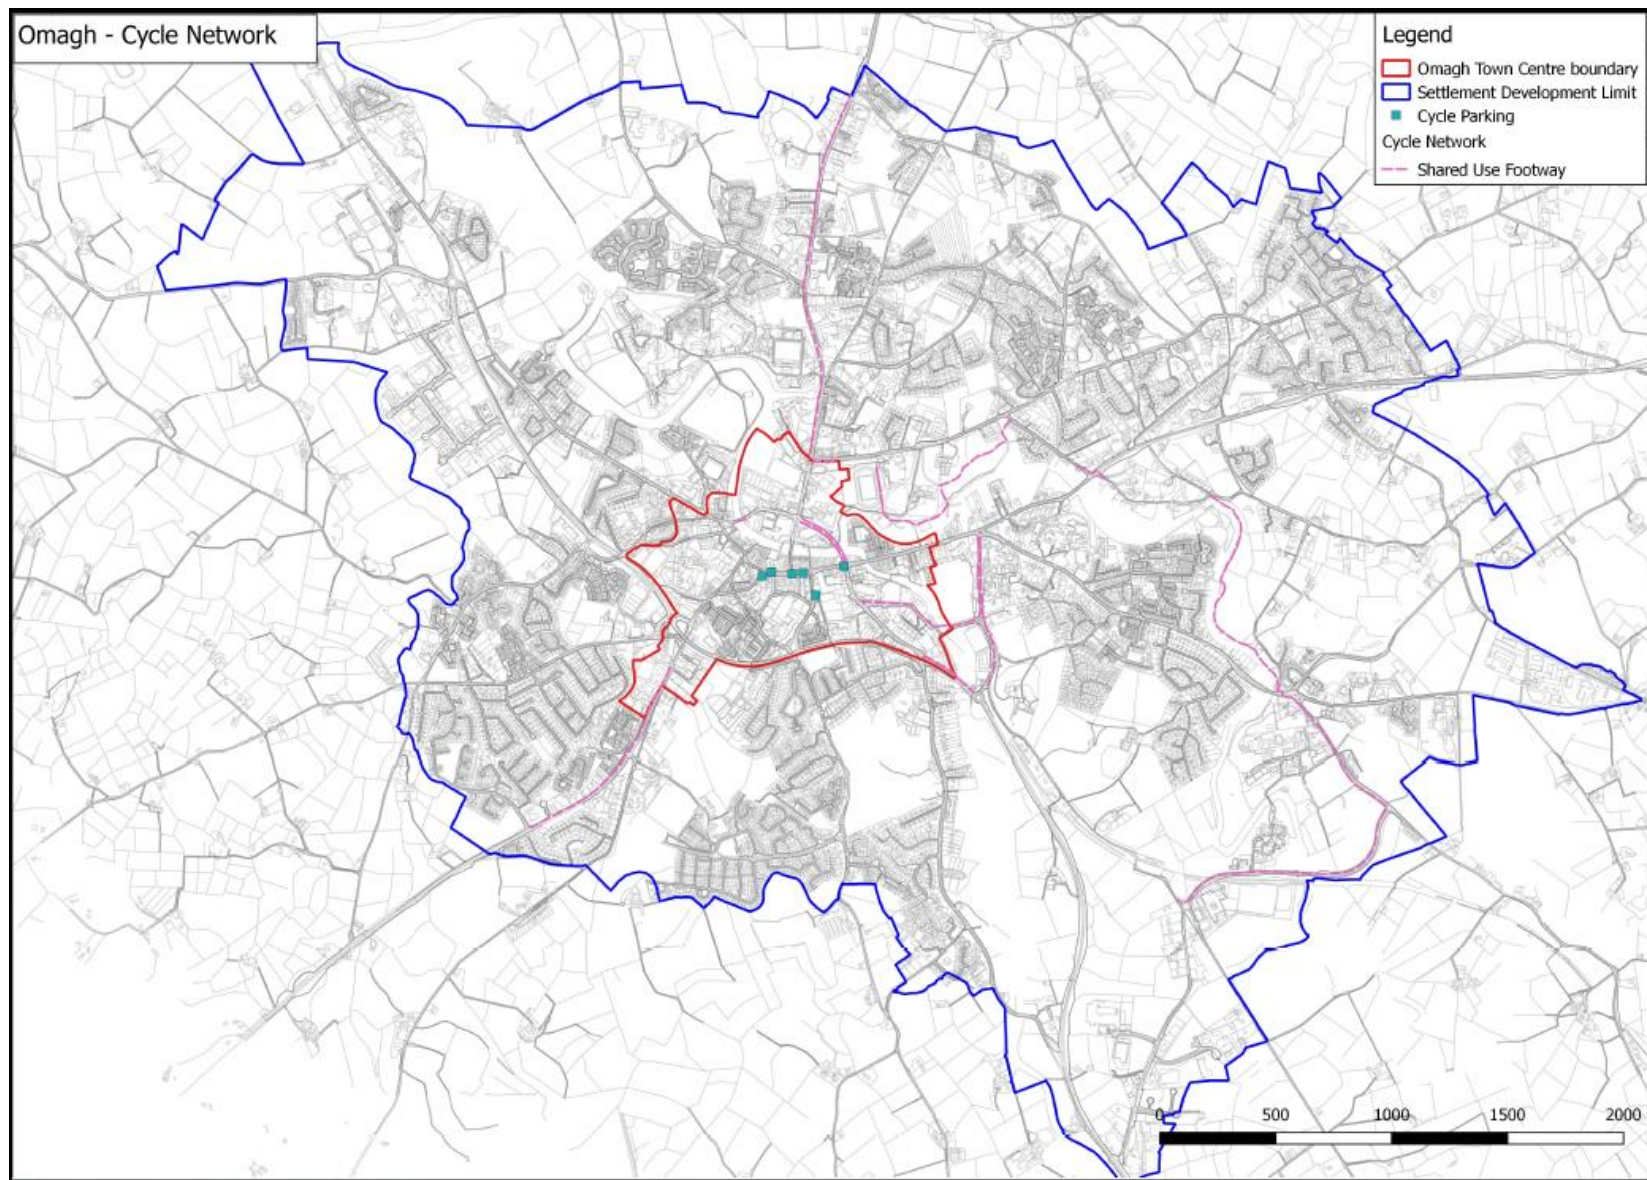 Omagh - Cycle Network
Legend
Omagh Town Centre boundary
Settlement Development Limit
Cycle Parking
Cycle Network
Shared Use Footway
0 500 1000 1500 2000